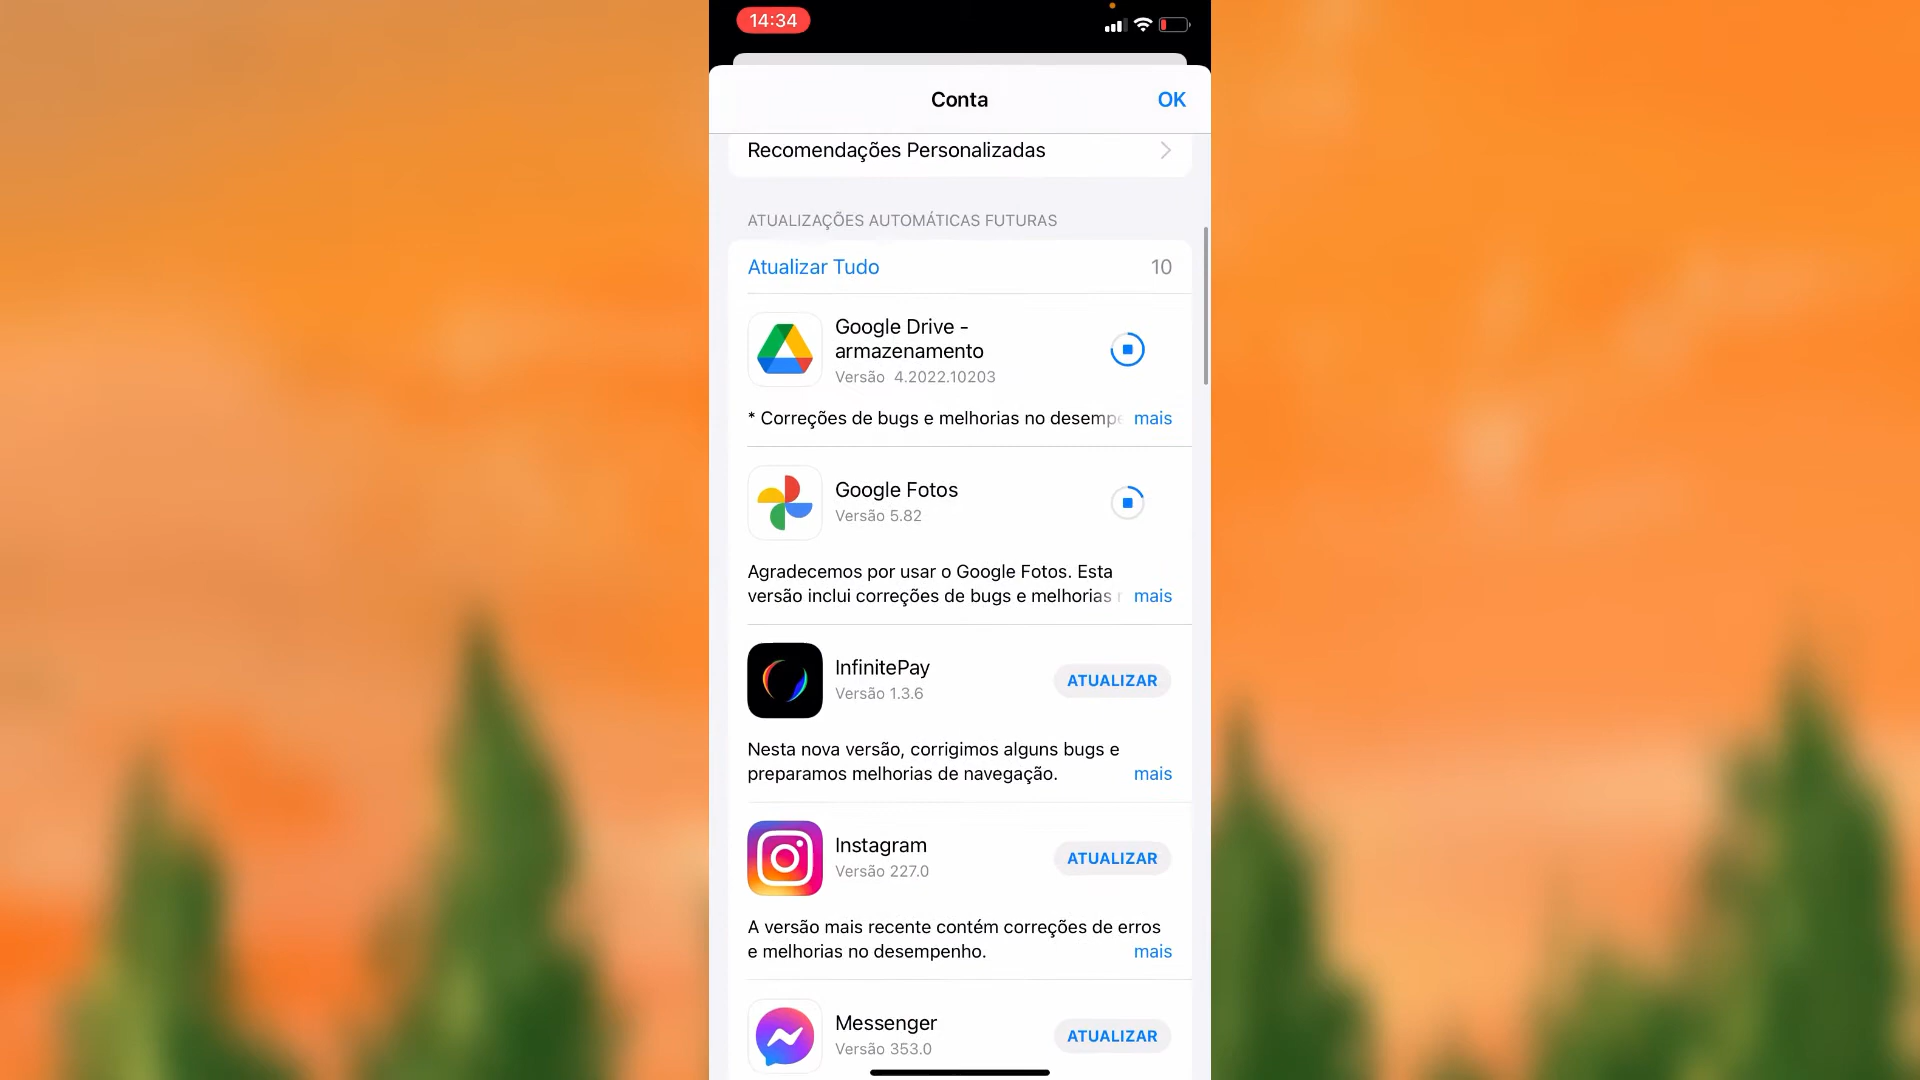 14:34
Conta
OK
Recomendações Personalizadas
ATUALIZAÇÕES AUTOMÁTICAS FUTURAS
Atualizar Tudo
10
Google Drive -
armazenamento
Versão 4.2022.10203
* Correções de bugs e melhorias no desempe mais
Google Fotos
Versão 5.82
Agradecemos por usar o Google Fotos. Esta
versão inclui correções de bugs e melhorias mais
InfinitePay
Versão 1.3.6
ATUALIZAR
Nesta nova versão, corrigimos alguns bugs e
preparamos melhorias de navegação. mais
Instagram
Versão 227.0
ATUALIZAR
A versão mais recente contém correções de erros
e melhorias no desempenho. mais
Messenger
Versão 353.0
ATUALIZAR